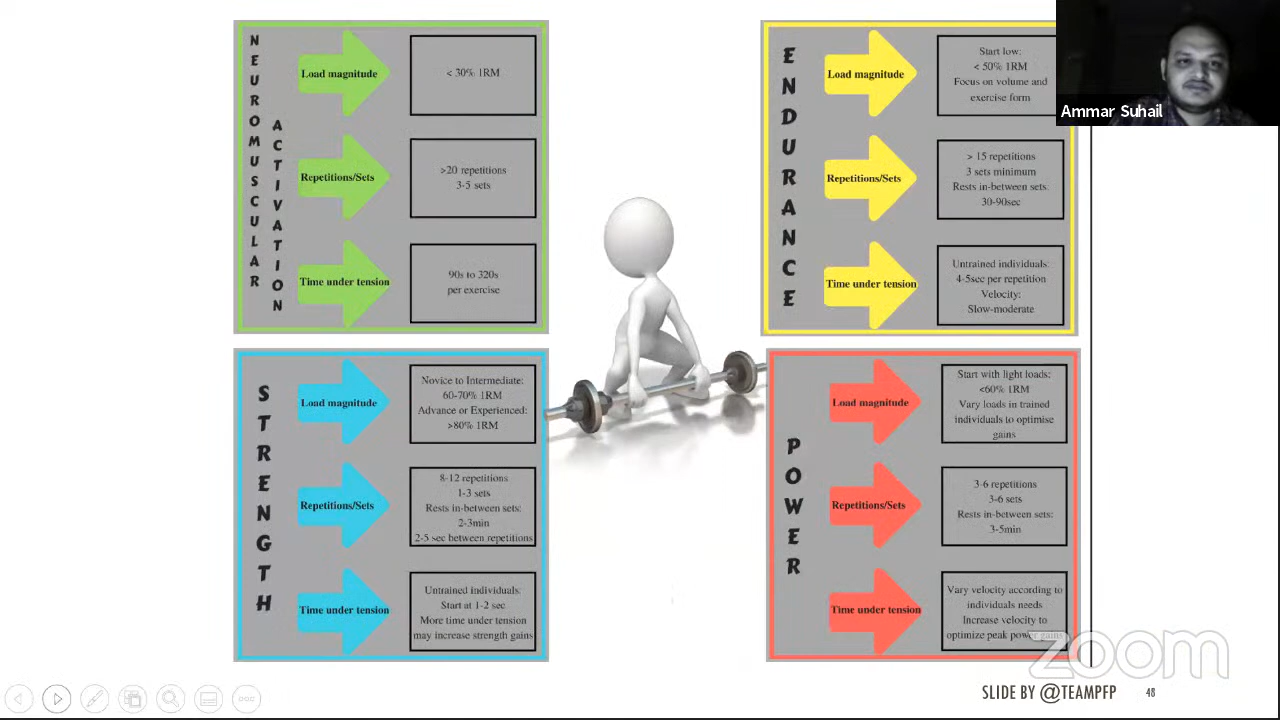 NEUROMUSCULAR
ACTIVATION
Load magnitude
< 30% 1RM
Repetitions/Sets
>20 repetitions
3-5 sets
Time under tension
90s to 320s
per exercise
ENDURANCE
Load magnitude
Start low:
< 50% 1RM
Focus on volume and
exercise form
Repetitions/Sets
> 15 repetitions
3 sets minimum
Rests in-between sets:
30-90sec
Time under tension
Untrained individuals:
4-5sec per repetition
Velocity:
Slow-moderate
Ammar Suhail
STRENGTH
Load magnitude
Novice to Intermediate:
60-70% 1RM
Advance or Experienced:
>80% 1RM
Repetitions/Sets
8-12 repetitions
1-3 sets
Rests in-between sets:
2-3min
2-5 sec between repetitions
Time under tension
Untrained individuals:
Start at 1-2 sec
More time under tension
may increase strength gains
POWER
Load magnitude
Start with light loads:
<60% 1RM
Vary loads in trained
individuals to optimise
gains
Repetitions/Sets
3-6 repetitions
3-6 sets
Rests in-between sets:
3-5min
Time under tension
Vary velocity according to
individuals needs
Increase velocity to
optimize peak power gains
zoom
SLIDE BY @TEAMPFP 48